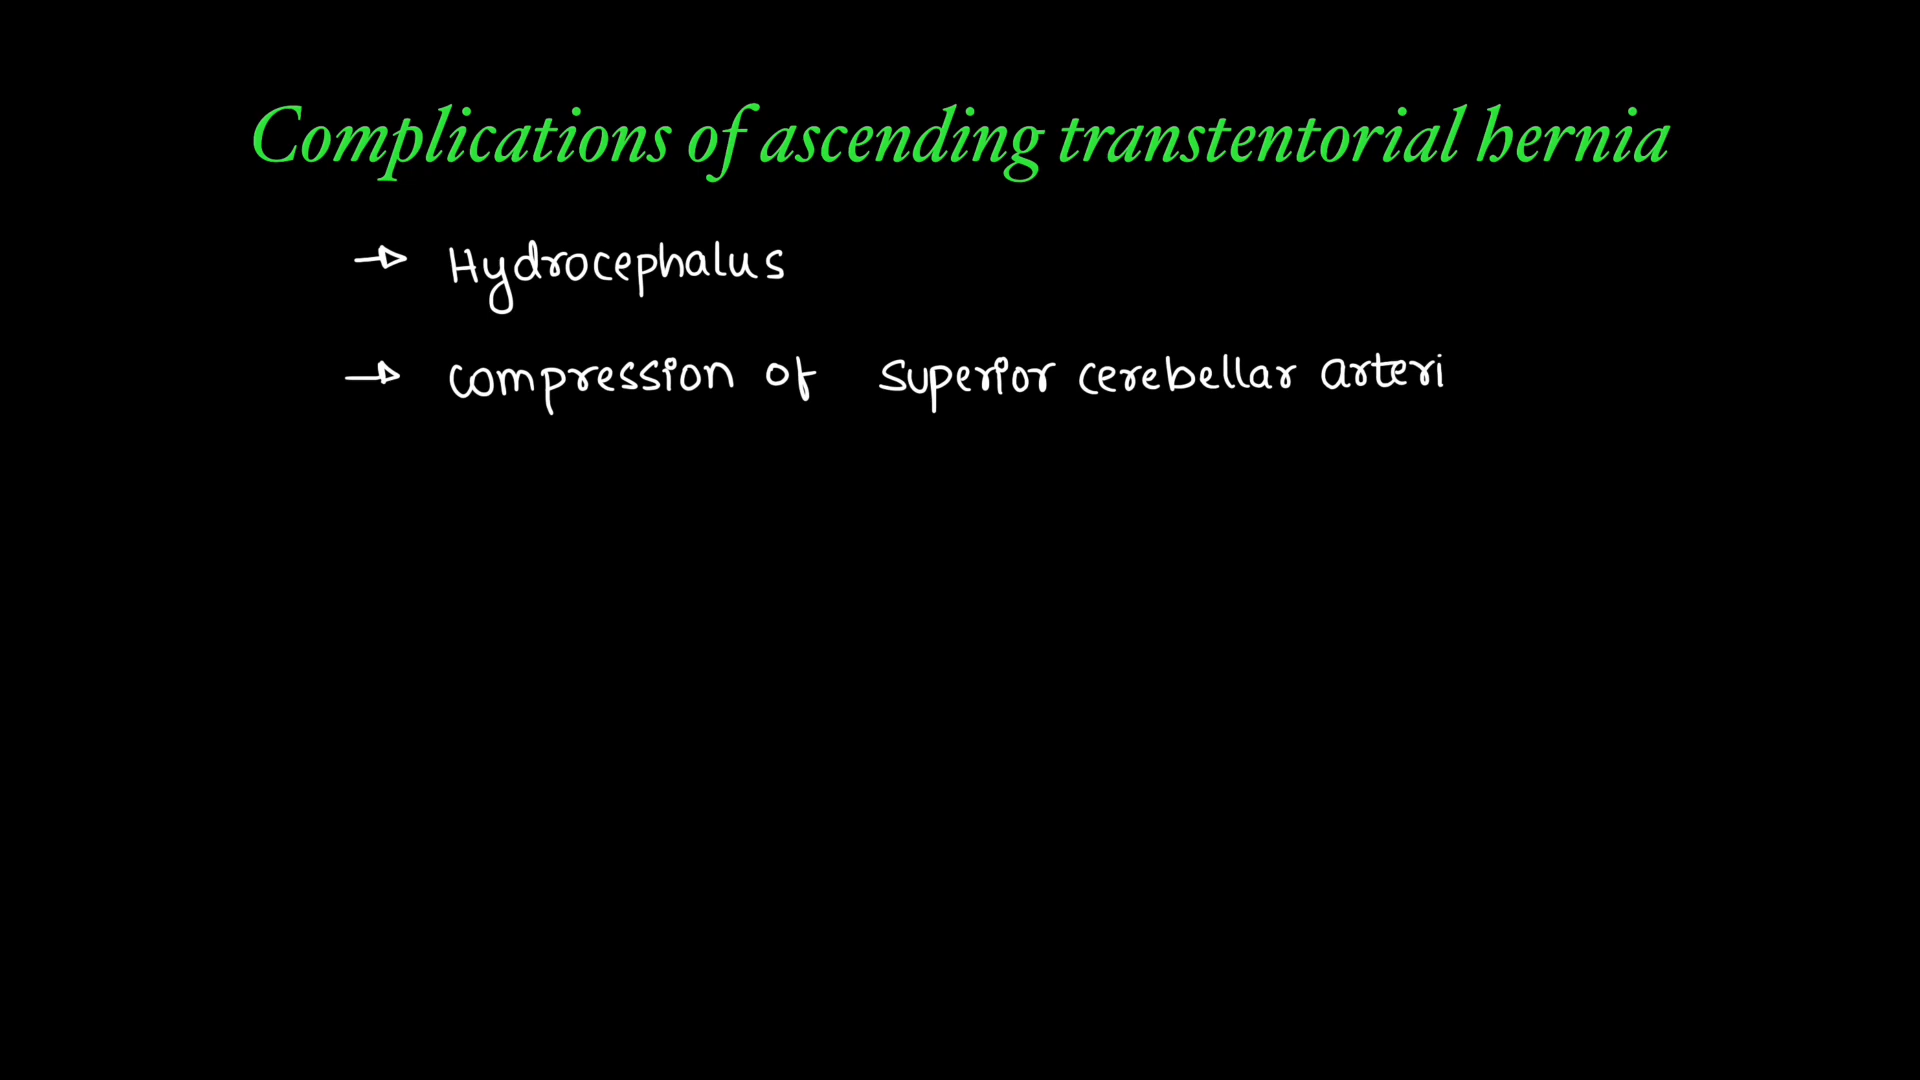 Complications of ascending transtentorial hernia
→ Hydrocephalus
→ compression of superior cerebellar arteri